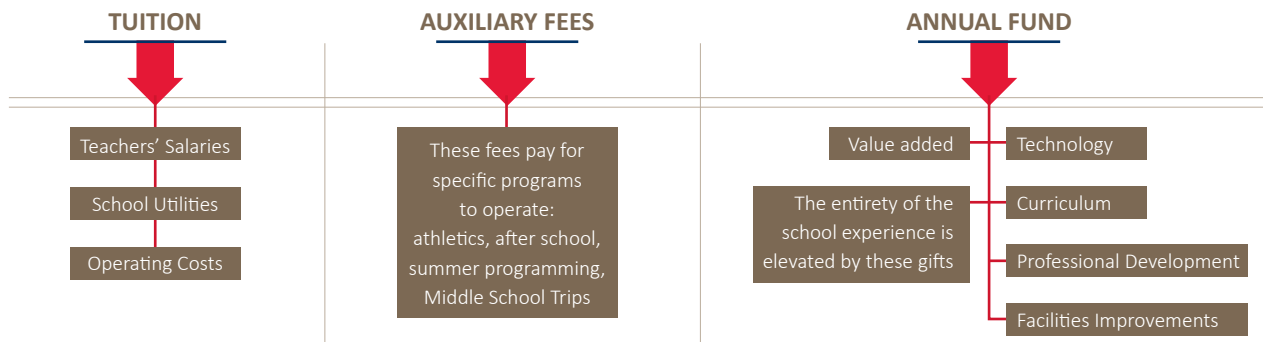 TUITION
Teachers’ Salaries
School Utilities
Operating Costs
AUXILIARY FEES
These fees pay for
specific programs
to operate:
athletics, after school,
summer programming,
Middle School Trips
ANNUAL FUND
Value added
The entirety of the
school experience is
elevated by these gifts
Technology
Curriculum
Professional Development
Facilities Improvements